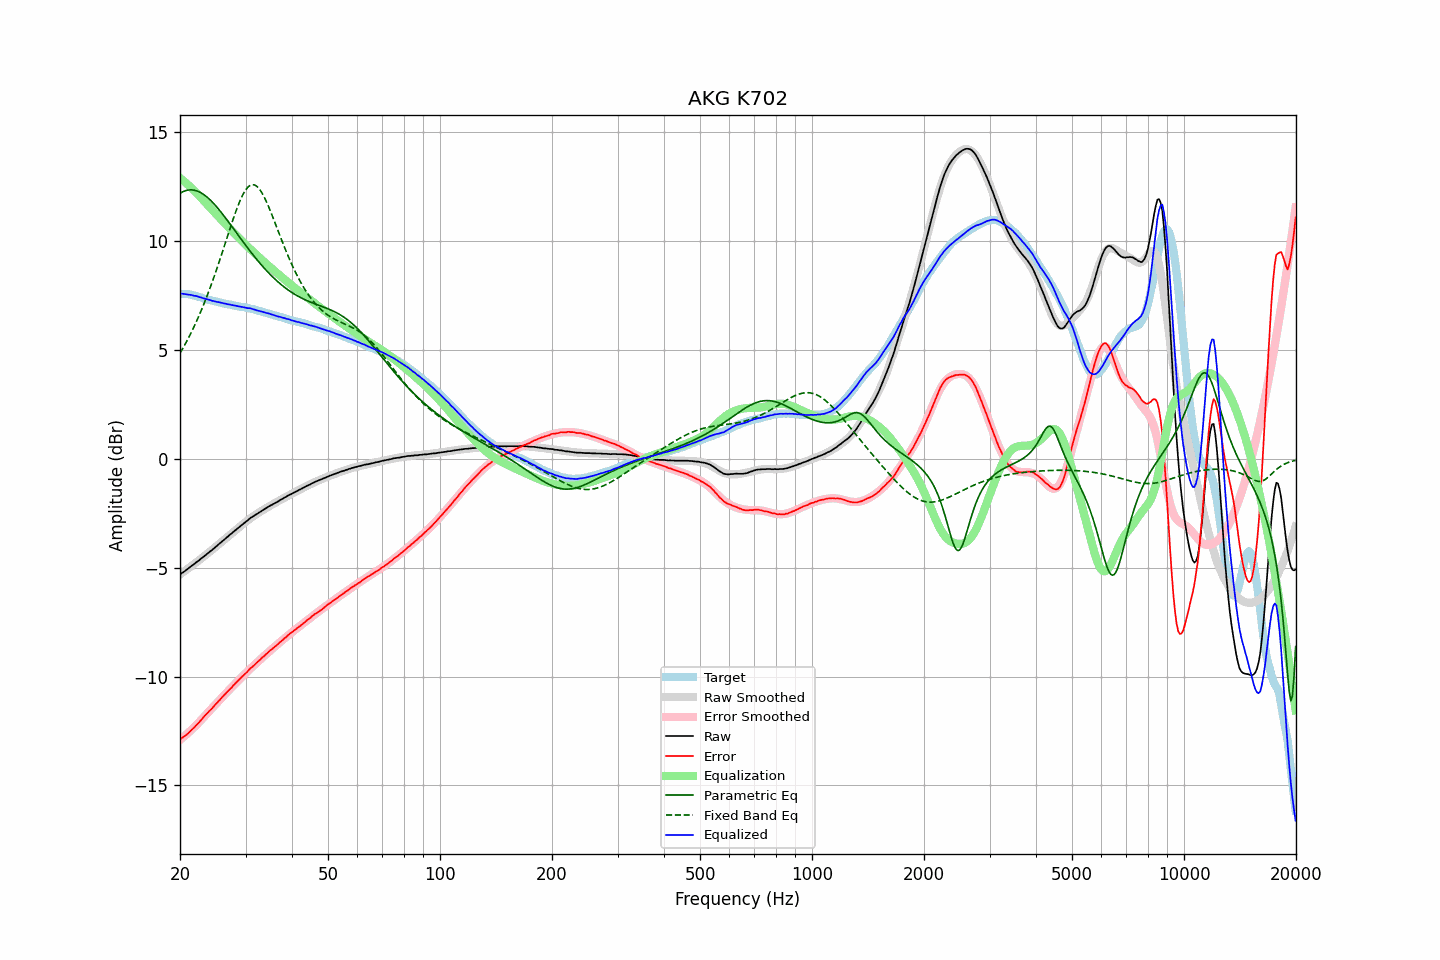 AKG K702
Amplitude (dBr)
15
10
5
0
−5
−10
−15
Target
Raw Smoothed
Error Smoothed
Raw
Error
Equalization
Parametric Eq
Fixed Band Eq
Equalized
20 50 100 200 500 1000 2000 5000 10000 20000
Frequency (Hz)